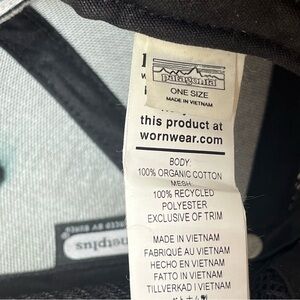 patagonia
ONE SIZE
MADE IN VIETNAM
this product at
wornwear.com
BODY:
100% ORGANIC COTTON
MESH:
100% RECYCLED
POLYESTER
EXCLUSIVE OF TRIM
MADE IN VIETNAM
FABRIQUÉ AU VIETNAM
HECHO EN VIETNAM
FATTO IN VIETNAM
TILLVERKAD I VIETNAM
netplus